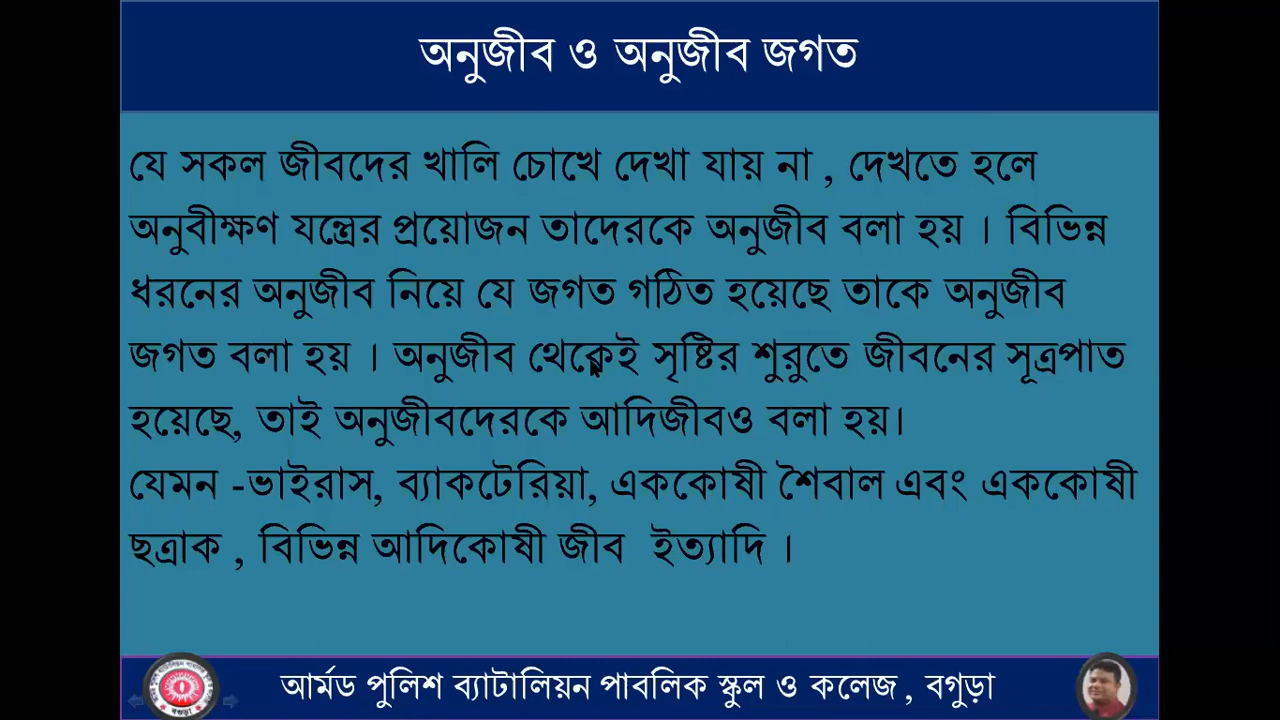 অনুজীব ও অনুজীব জগত
যে সকল জীবদের খালি চোখে দেখা যায় না , দেখতে হলে
অনুবীক্ষণ যন্ত্রের প্রয়োজন তাদেরকে অনুজীব বলা হয় । বিভিন্ন
ধরনের অনুজীব নিয়ে যে জগত গঠিত হয়েছে তাকে অনুজীব
জগত বলা হয় । অনুজীব থেকেই সৃষ্টির শুরুতে জীবনের সূত্রপাত
হয়েছে, তাই অনুজীবদেরকে আদিজীবও বলা হয়।
যেমন -ভাইরাস, ব্যাকটেরিয়া, এককোষী শৈবাল এবং এককোষী
ছত্রাক , বিভিন্ন আদিকোষী জীব ইত্যাদি ।
আর্মড পুলিশ ব্যাটালিয়ন পাবলিক স্কুল ও কলেজ , বগুড়া